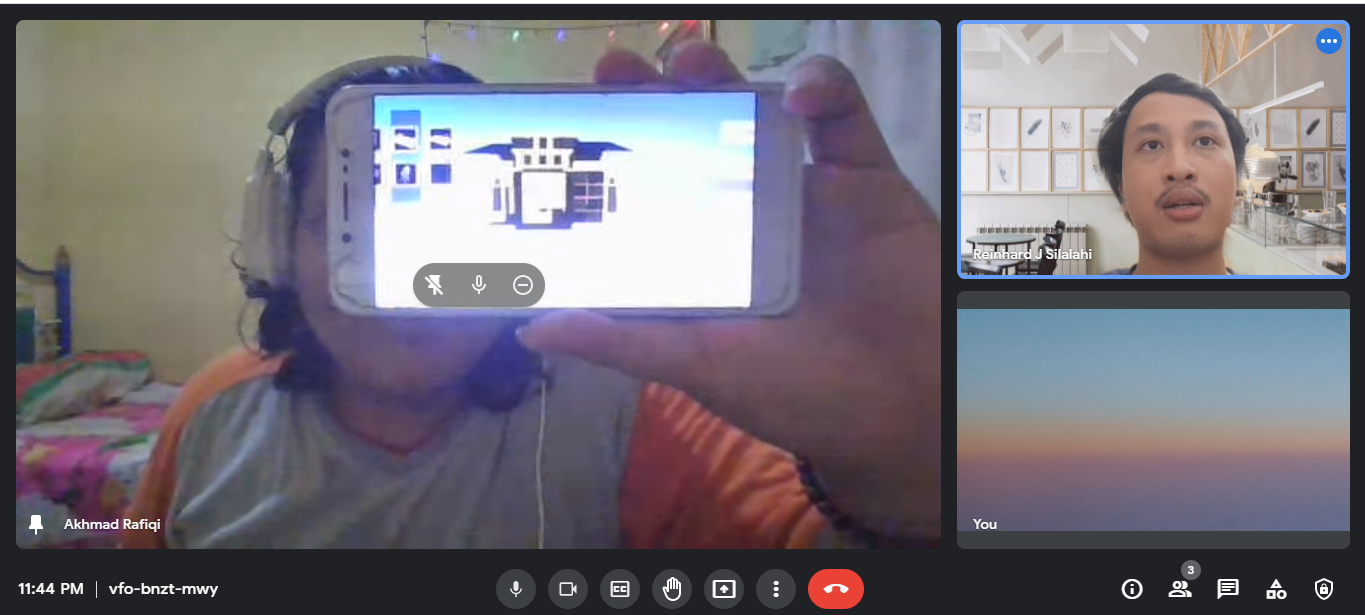 Reinhard J Silalahi
Akhmad Rafiqi
You
11:44 PM | vfo-bnzt-mwy
3